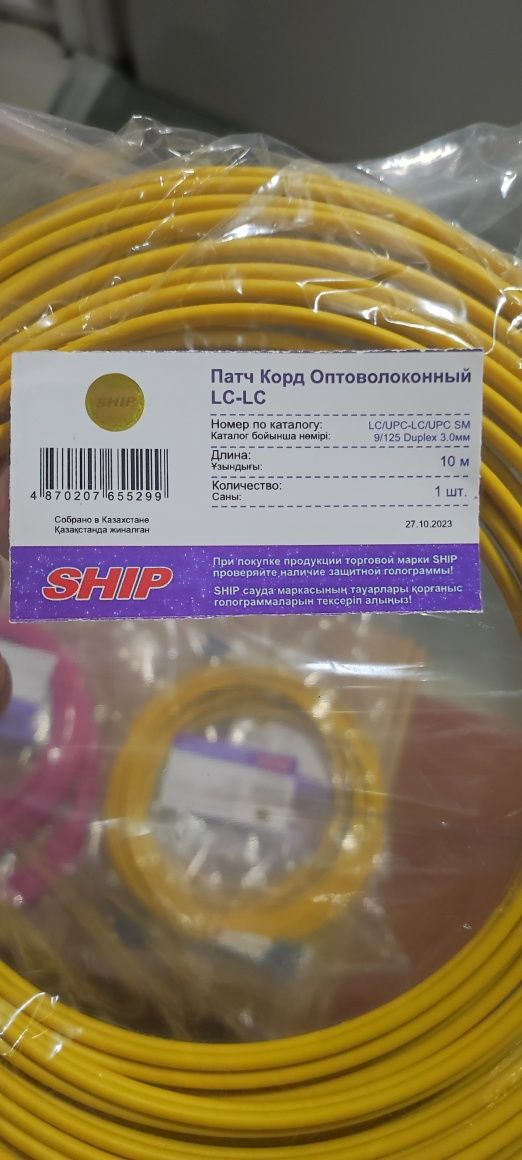 SHIP
Патч Корд Оптоволоконный
LC-LC
Номер по каталогу: LC/UPC-LC/UPC SM
Каталог бойынша немірі: 9/125 Duplex 3.0мм
Длина:
Ұзындығы: 10 м
Количество:
Саны: 1 шт.
4 870207 655299
Собрано в Казахстане
Қазақстанда жиналған
27.10.2023
SHIP
При покупке продукции торговой марки SHIP
проверяйте наличие защитной голограммы!
SHIP сауда маркасының тауарлары қорғаныс
голограммаларын тексеріп алыңыз!
SHIP